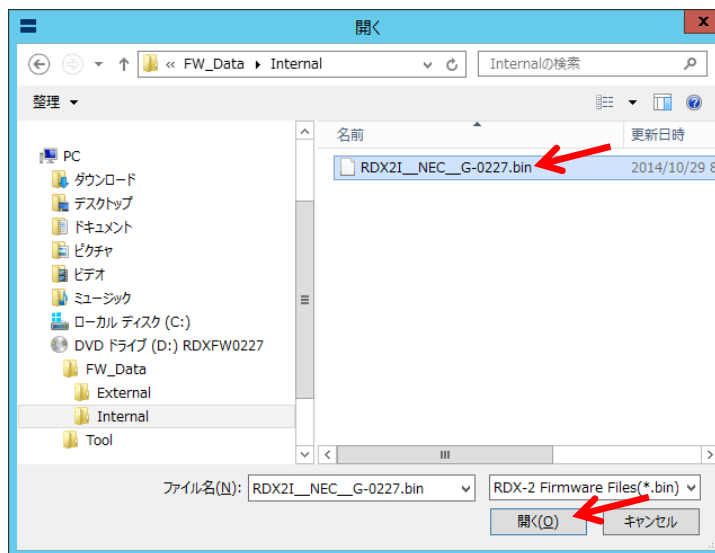 開く
x
« FW_Data ▸ Internal
Internalの検索
整理 ▼
名前
更新日時
RDX2I__NEC__G-0227.bin
2014/10/29 8
PC
ダウンロード
デスクトップ
ドキュメント
ピクチャ
ビデオ
ミュージック
ローカル ディスク (C:)
DVD ドライブ (D:) RDXFW0227
FW_Data
External
Internal
Tool
ファイル名(N): RDX2I__NEC__G-0227.bin
RDX-2 Firmware Files(*.bin)
開く(O)
キャンセル